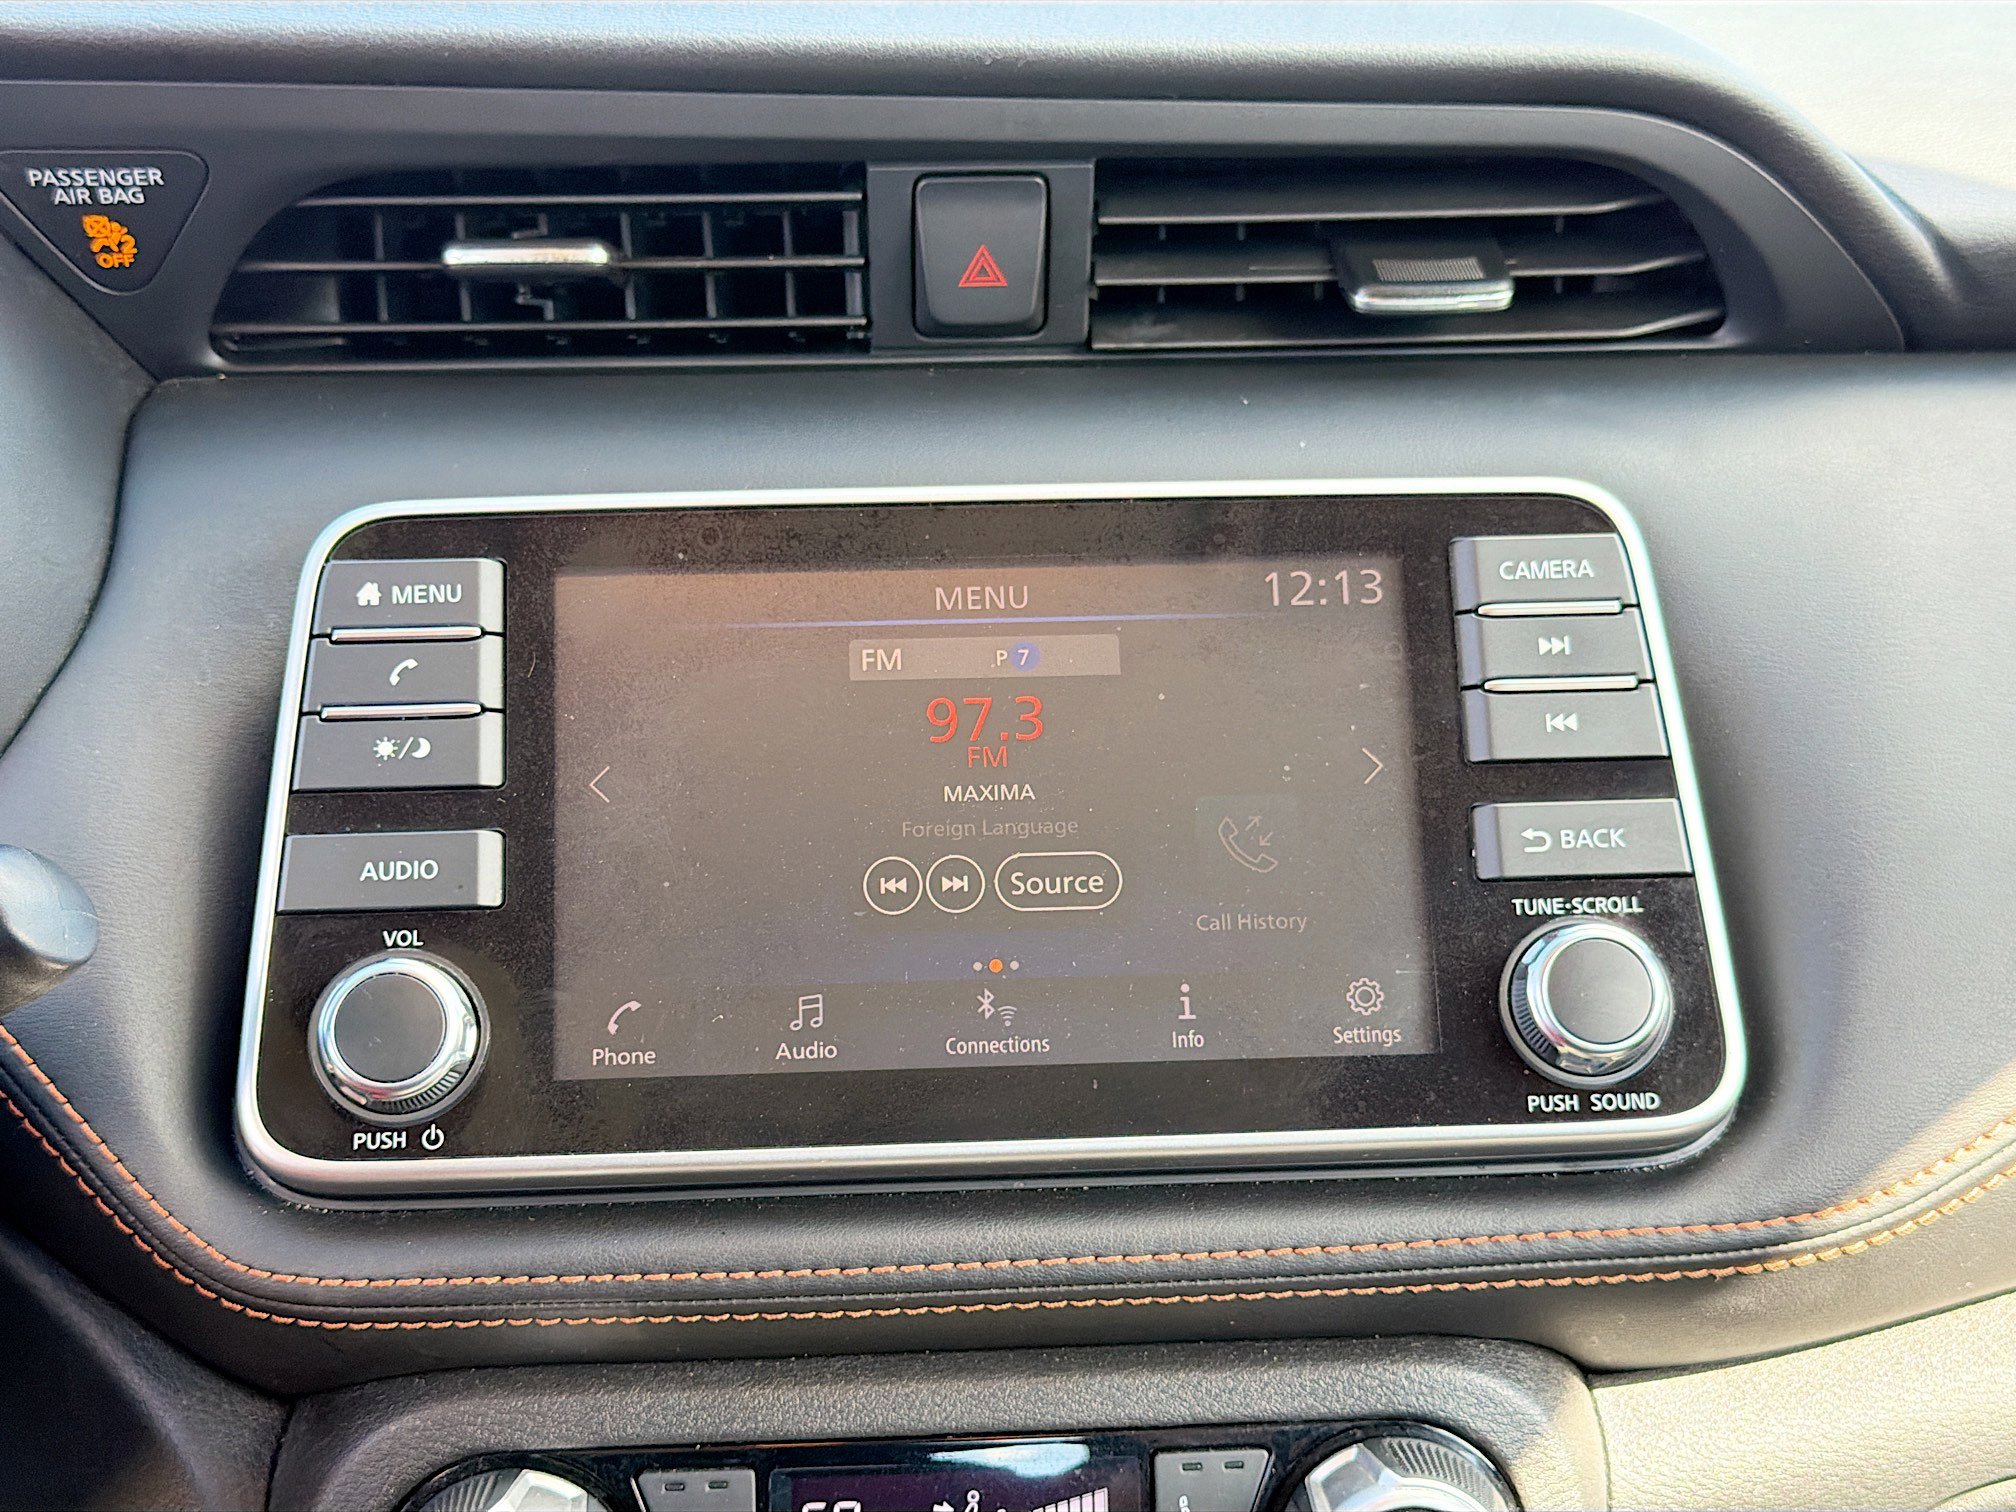 PASSENGER
AIR BAG
OFF
MENU
AUDIO
VOL
PUSH
MENU
12:13
FM P 7
97.3
FM
MAXIMA
Foreign Language
Source
Call History
Phone
Audio
Connections
Info
Settings
CAMERA
BACK
TUNE·SCROLL
PUSH SOUND